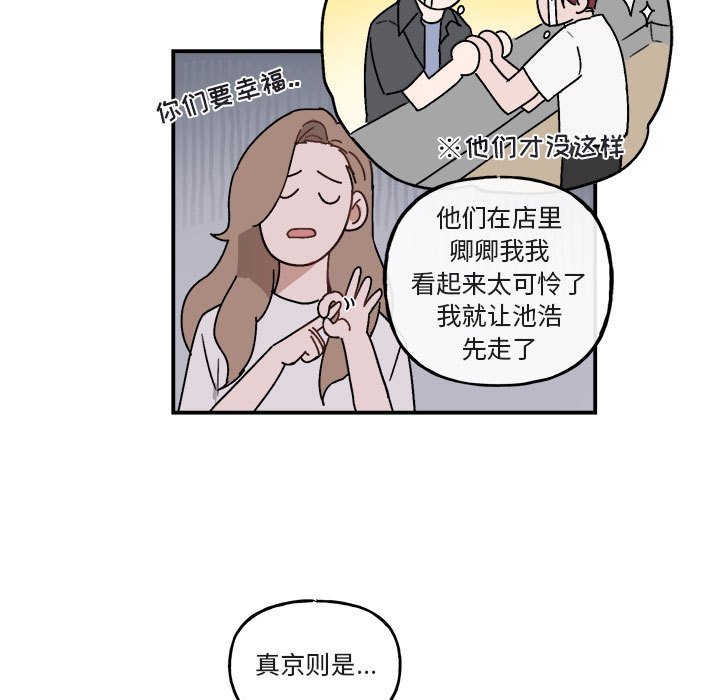 你们要幸福..
※他们才没这样
他们在店里
卿卿我我
看起来太可怜了
我就让池浩
先走了
真京则是...